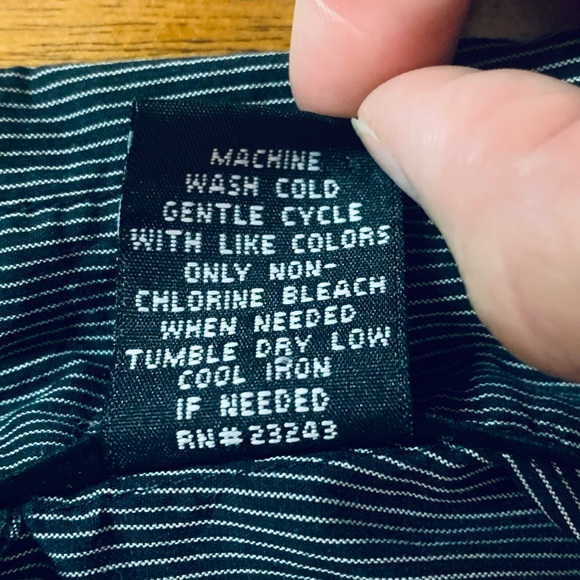 MACHINE
WASH COLD
GENTLE CYCLE
WITH LIKE COLORS
ONLY NON-
CHLORINE BLEACH
WHEN NEEDED
TUMBLE DRY LOW
COOL IRON
IF NEEDED
RN#23243